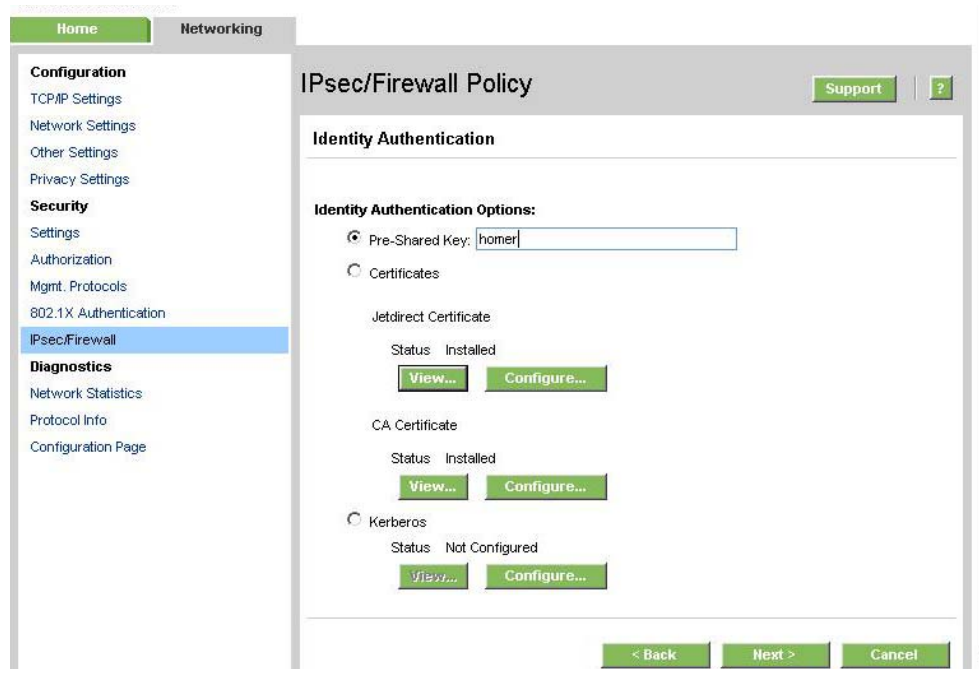 Home Networking
Configuration
TCP/IP Settings
Network Settings
Other Settings
Privacy Settings
Security
Settings
Authorization
Mgmt. Protocols
802.1X Authentication
IPsec/Firewall
Diagnostics
Network Statistics
Protocol Info
Configuration Page
IPsec/Firewall Policy
Support ?
Identity Authentication
Identity Authentication Options:
Pre-Shared Key: homer
Certificates
Jetdirect Certificate
Status Installed
View... Configure...
CA Certificate
Status Installed
View... Configure...
Kerberos
Status Not Configured
View... Configure...
< Back Next > Cancel